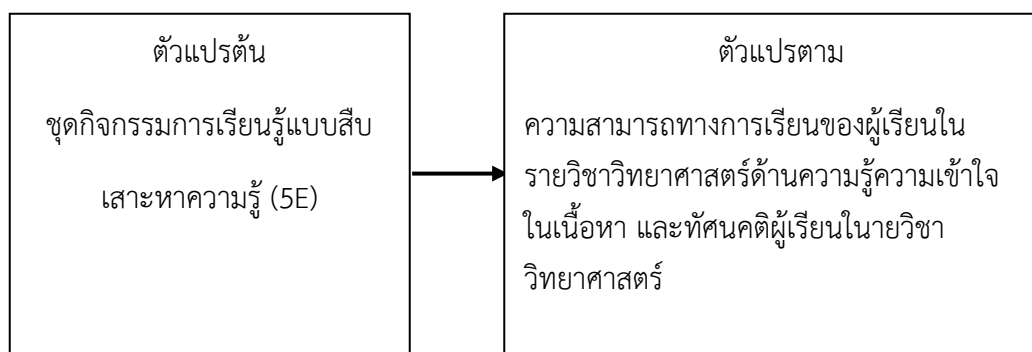 ตัวแปรต้น
ชุดกิจกรรมการเรียนรู้แบบสืบ
เสาะหาความรู้ (5E)
ตัวแปรตาม
ความสามารถทางการเรียนของผู้เรียนใน
รายวิชาวิทยาศาสตร์ด้านความรู้ความเข้าใจ
ในเนื้อหา และทัศนคติผู้เรียนในายวิชา
วิทยาศาสตร์